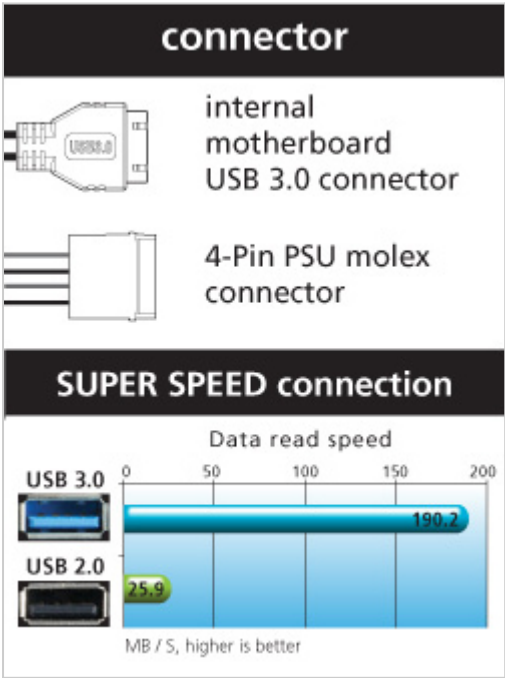 connector
USB3.0
internal
motherboard
USB 3.0 connector
4-Pin PSU molex
connector
SUPER SPEED connection
Data read speed
0 50 100 150 200
USB 3.0
190.2
USB 2.0
25.9
MB / S, higher is better